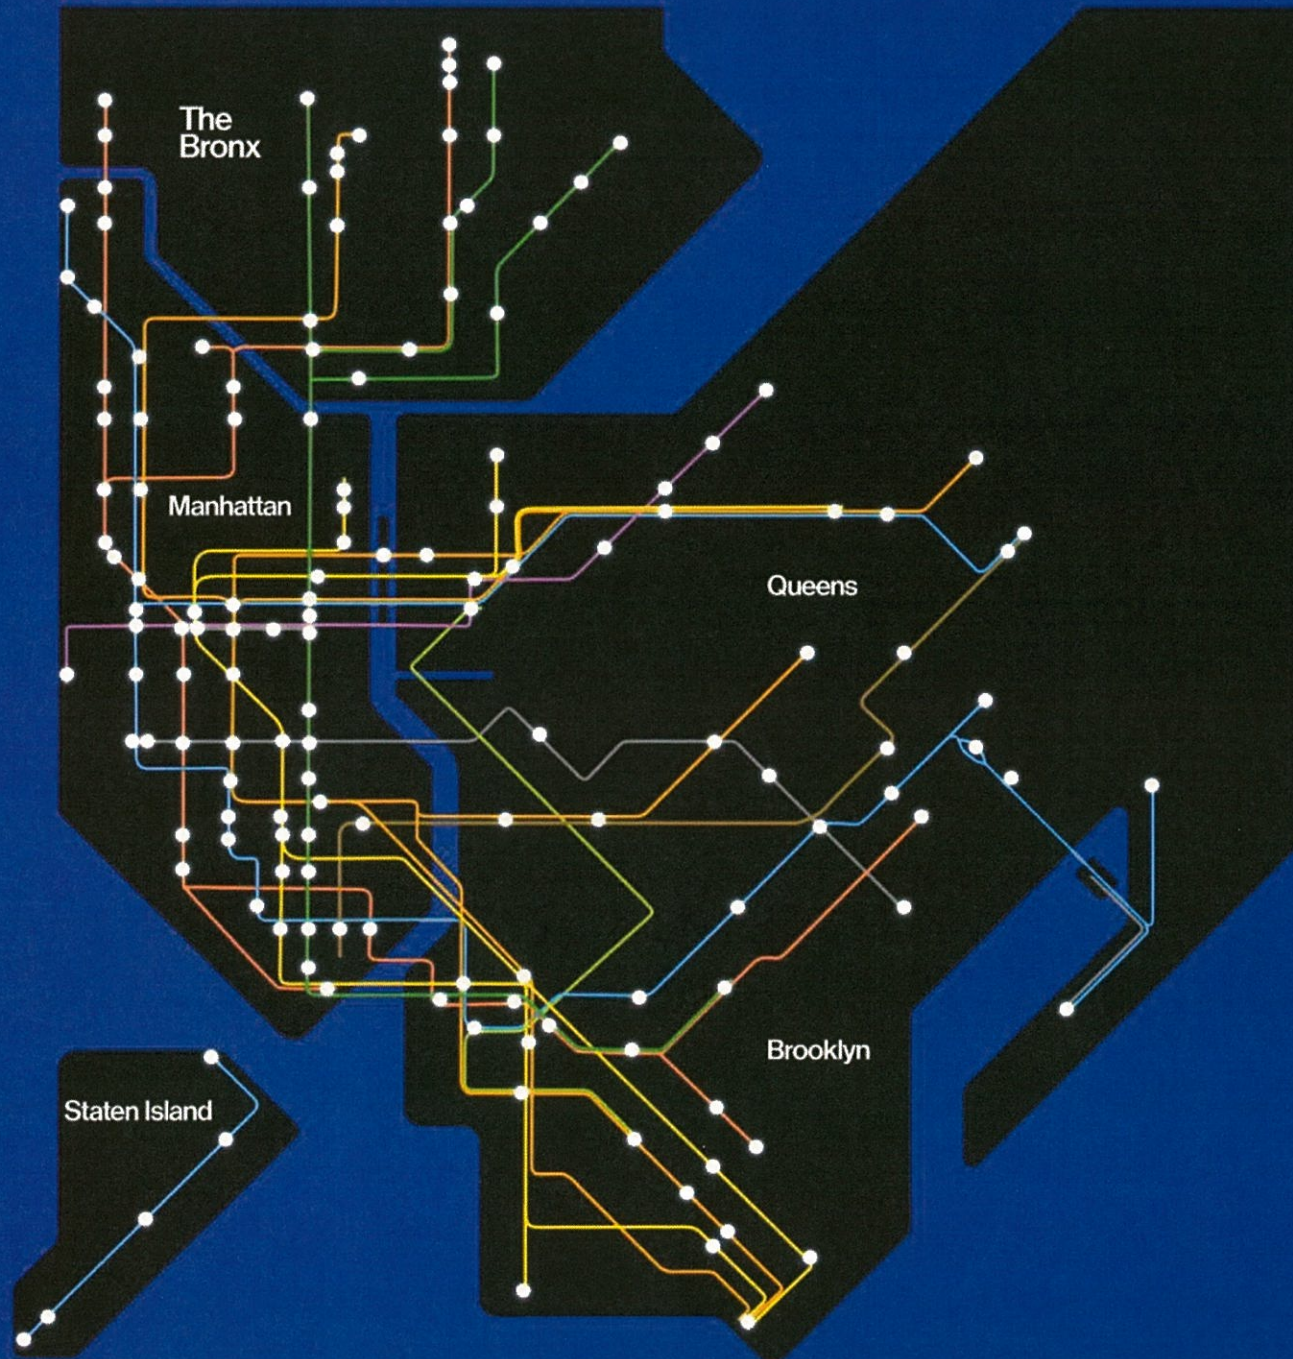 The
Bronx
Manhattan
Queens
Brooklyn
Staten Island